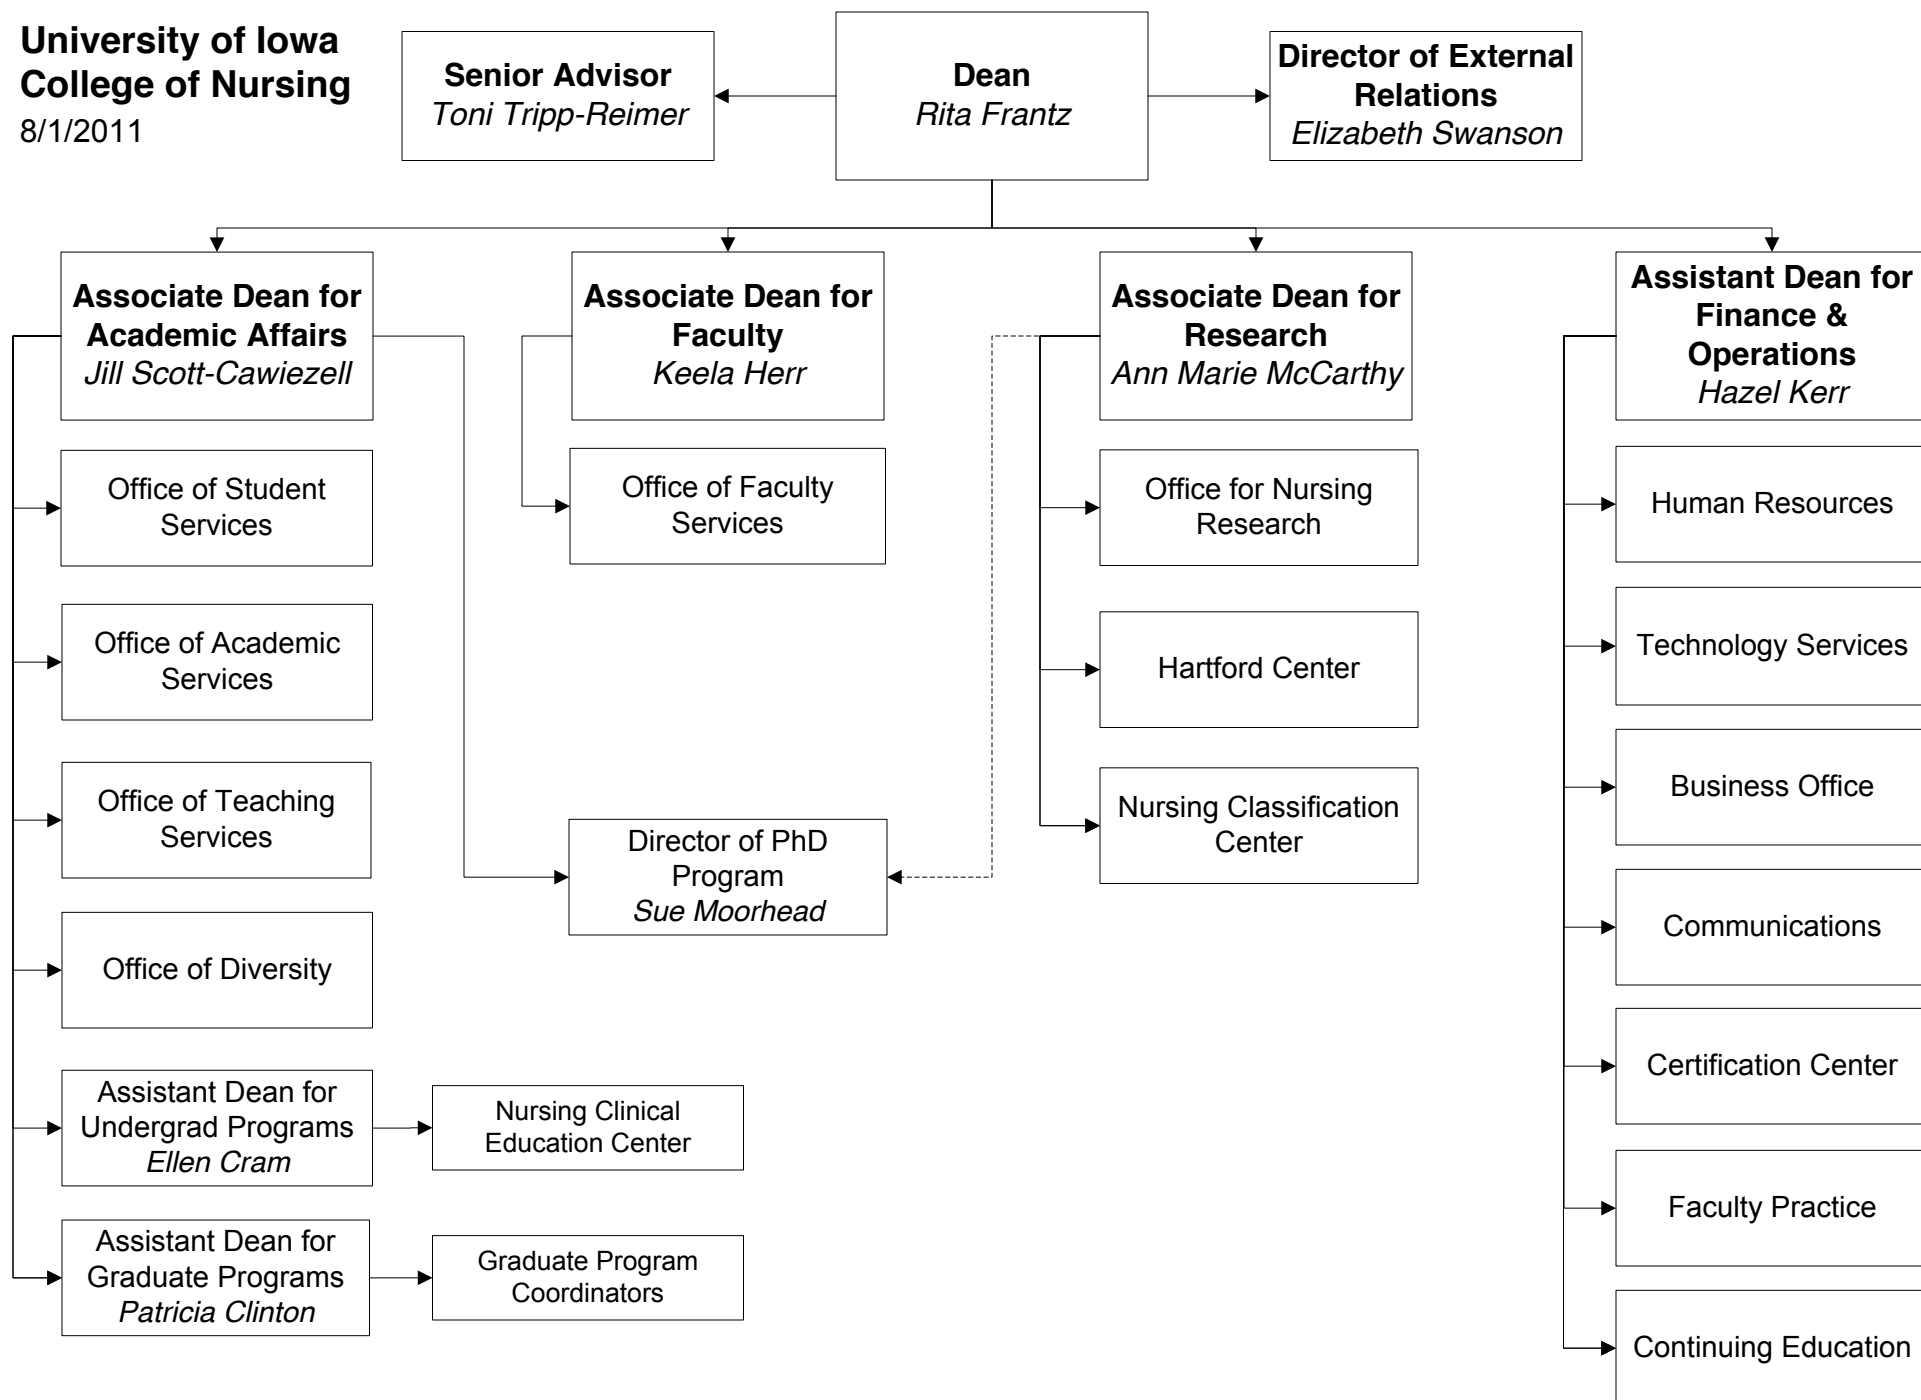 University of Iowa
College of Nursing
8/1/2011
Senior Advisor
Toni Tripp-Reimer
Dean
Rita Frantz
Director of External
Relations
Elizabeth Swanson
Associate Dean for
Academic Affairs
Jill Scott-Cawiezell
Associate Dean for
Faculty
Keela Herr
Associate Dean for
Research
Ann Marie McCarthy
Assistant Dean for
Finance &
Operations
Hazel Kerr
Office of Student
Services
Office of Academic
Services
Office of Teaching
Services
Office of Diversity
Assistant Dean for
Undergrad Programs
Ellen Cram
Nursing Clinical
Education Center
Assistant Dean for
Graduate Programs
Patricia Clinton
Graduate Program
Coordinators
Office of Faculty
Services
Director of PhD
Program
Sue Moorhead
Office for Nursing
Research
Hartford Center
Nursing Classification
Center
Human Resources
Technology Services
Business Office
Communications
Certification Center
Faculty Practice
Continuing Education